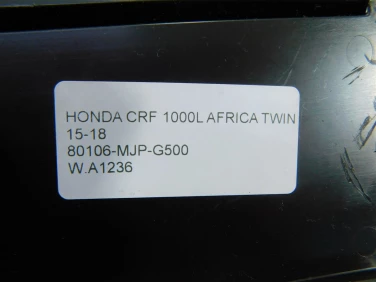 HONDA CRF 1000L AFRICA TWIN
15-18
80106-MJP-G500
W.A1236